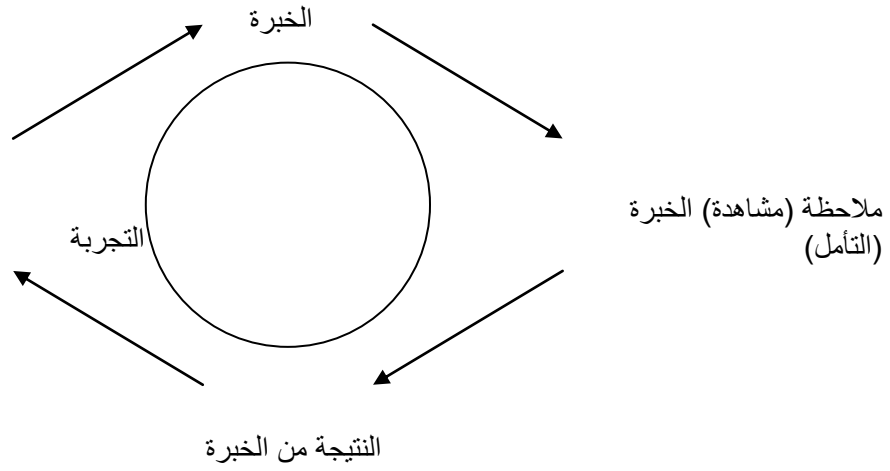 الخبرة
ملاحظة (مشاهدة) الخبرة
(التأمل)
التجربة
النتيجة من الخبرة